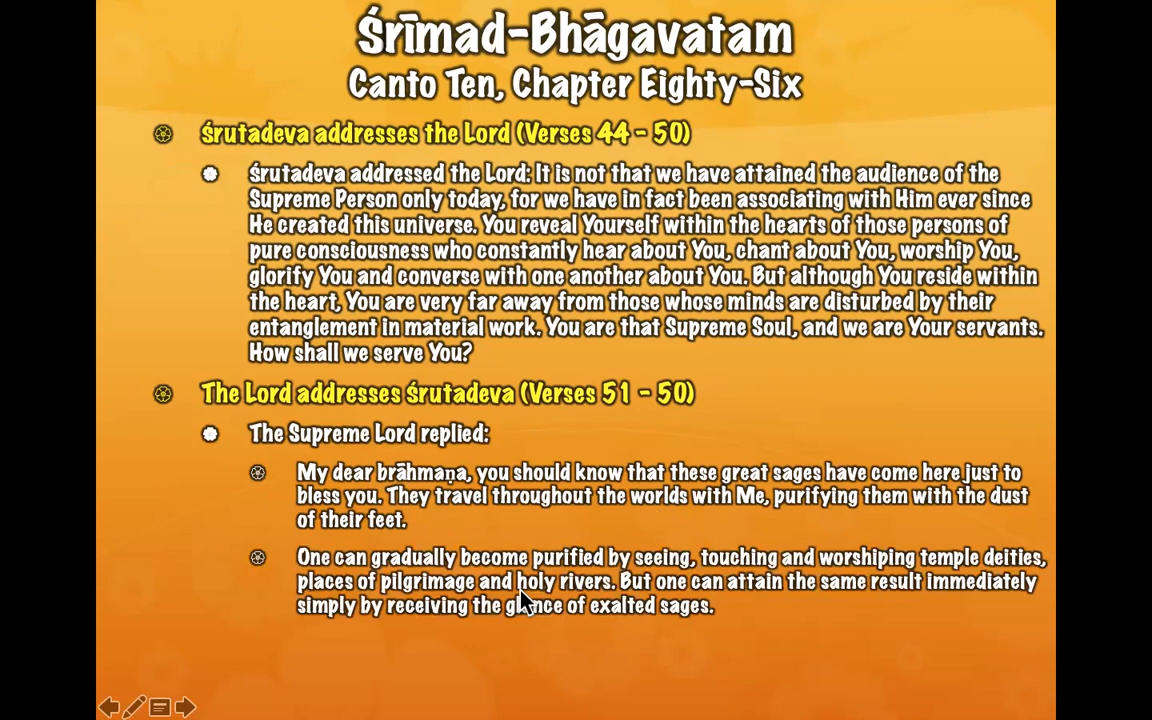 Śrīmad-Bhāgavatam
Canto Ten, Chapter Eighty-Six
śrutadeva addresses the Lord (Verses 44 - 50)
śrutadeva addressed the Lord: It is not that we have attained the audience of the
Supreme Person only today, for we have in fact been associating with Him ever since
He created this universe. You reveal Yourself within the hearts of those persons of
pure consciousness who constantly hear about You, chant about You, worship You,
glorify You and converse with one another about You. But although You reside within
the heart, You are very far away from those whose minds are disturbed by their
entanglement in material work. You are that Supreme Soul, and we are Your servants.
How shall we serve You?
The Lord addresses śrutadeva (Verses 51 - 50)
The Supreme Lord replied:
My dear brāhmaṇa, you should know that these great sages have come here just to
bless you. They travel throughout the worlds with Me, purifying them with the dust
of their feet.
One can gradually become purified by seeing, touching and worshiping temple deities,
places of pilgrimage and holy rivers. But one can attain the same result immediately
simply by receiving the glance of exalted sages.